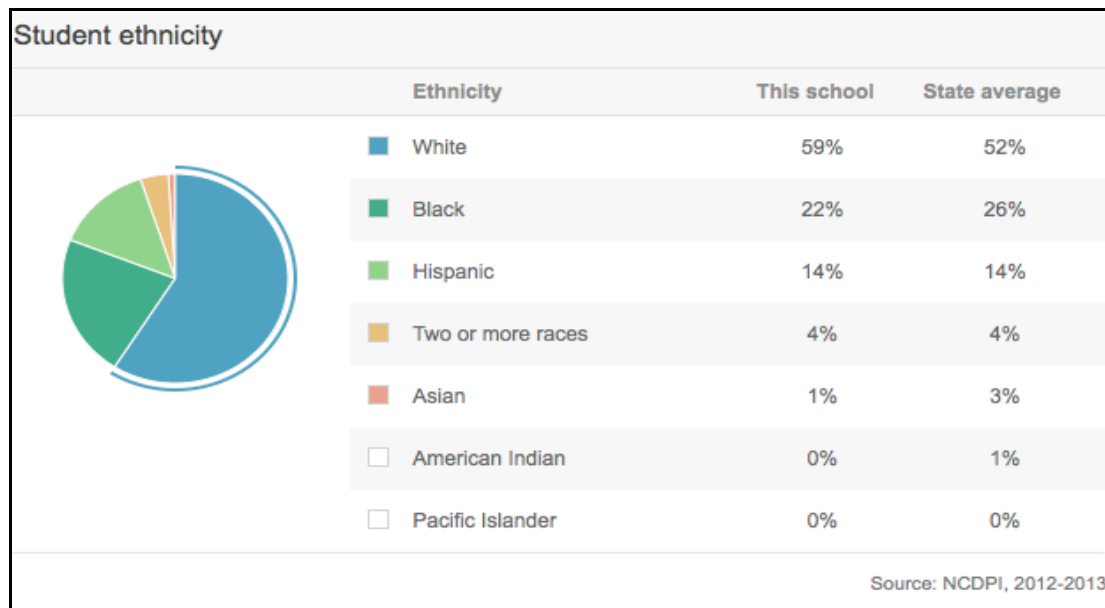 Student ethnicity
Ethnicity This school State average
White 59% 52%
Black 22% 26%
Hispanic 14% 14%
Two or more races 4% 4%
Asian 1% 3%
American Indian 0% 1%
Pacific Islander 0% 0%
Source: NCDPI, 2012-2013